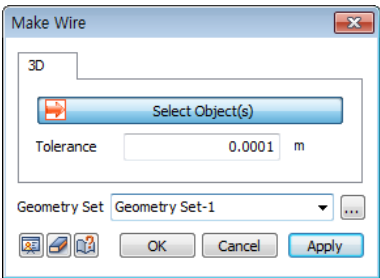 Make Wire
3D
Select Object(s)
Tolerance 0.0001 m
Geometry Set Geometry Set-1 ...
OK Cancel Apply